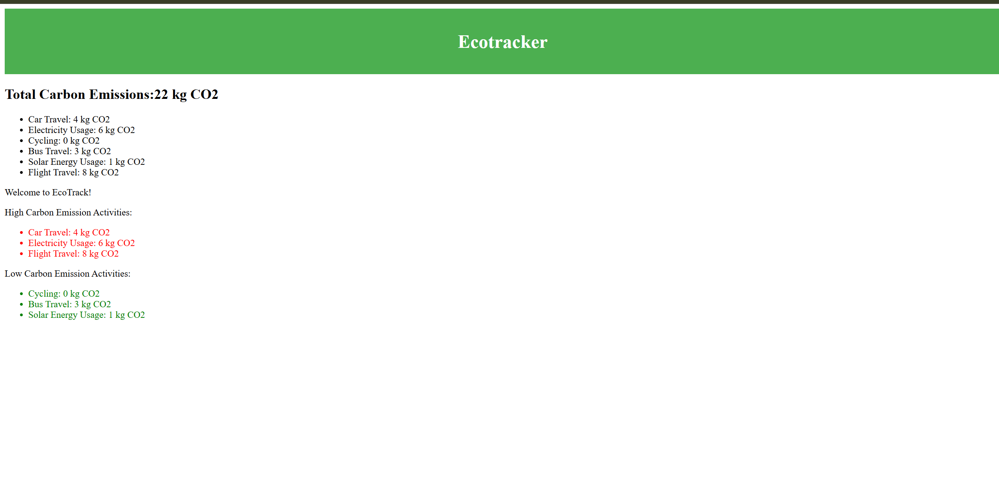 Ecotracker
Total Carbon Emissions:22 kg CO2
Car Travel: 4 kg CO2
Electricity Usage: 6 kg CO2
Cycling: 0 kg CO2
Bus Travel: 3 kg CO2
Solar Energy Usage: 1 kg CO2
Flight Travel: 8 kg CO2
Welcome to EcoTrack!
High Carbon Emission Activities:
Car Travel: 4 kg CO2
Electricity Usage: 6 kg CO2
Flight Travel: 8 kg CO2
Low Carbon Emission Activities:
Cycling: 0 kg CO2
Bus Travel: 3 kg CO2
Solar Energy Usage: 1 kg CO2